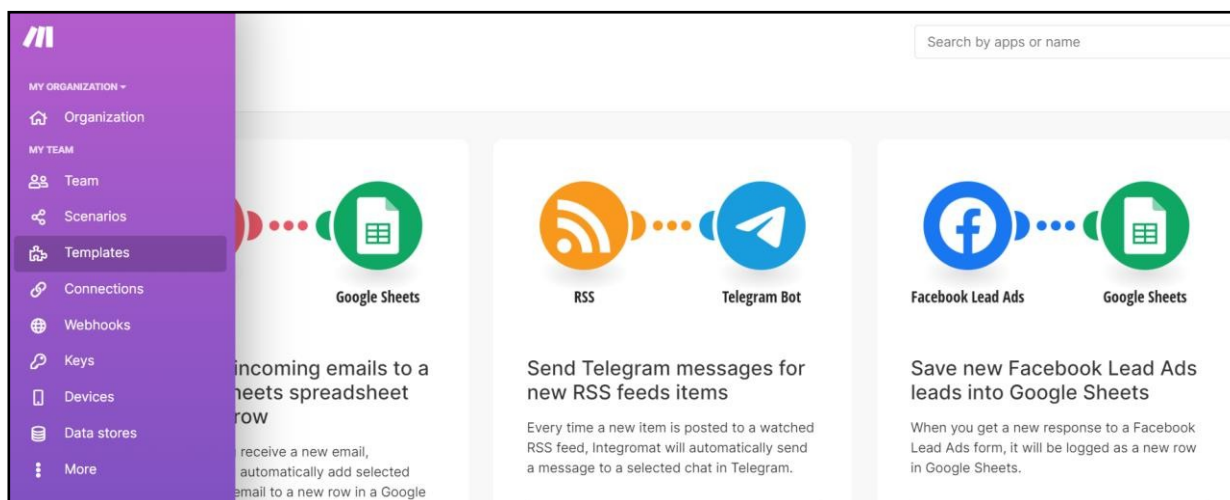 Search by apps or name
MY ORGANIZATION
Organization
MY TEAM
Team
Scenarios
Templates
Connections
Webhooks
Keys
Devices
Data stores
More
Google Sheets
incoming emails to a
heets spreadsheet
row
receive a new email,
automatically add selected
email to a new row in a Google
RSS
Telegram Bot
Send Telegram messages for
new RSS feeds items
Every time a new item is posted to a watched
RSS feed, Integromat will automatically send
a message to a selected chat in Telegram.
Facebook Lead Ads
Google Sheets
Save new Facebook Lead Ads
leads into Google Sheets
When you get a new response to a Facebook
Lead Ads form, it will be logged as a new row
in Google Sheets.